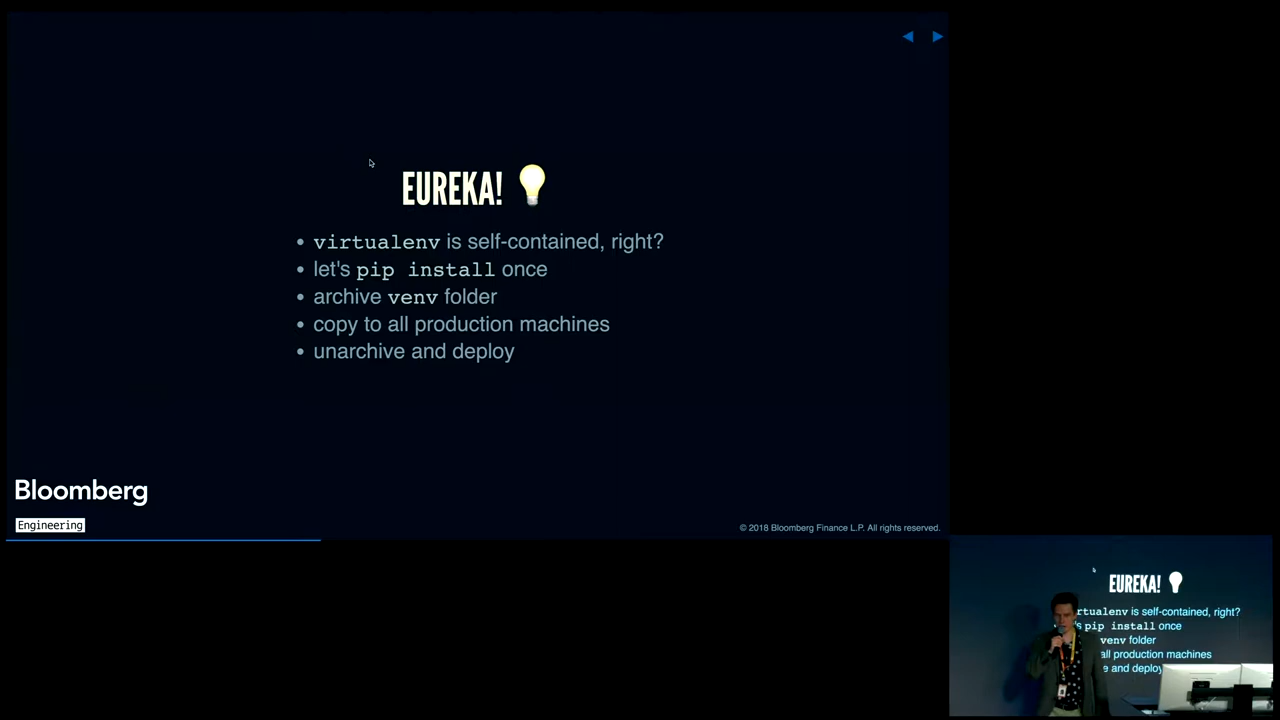 EUREKA!
virtualenv is self-contained, right?
let's pip install once
archive venv folder
copy to all production machines
unarchive and deploy
Bloomberg
Engineering
© 2018 Bloomberg Finance L.P. All rights reserved.
EUREKA!
rtualenv is self-contained, right?
s pip install once
venv folder
all production machines
e and deploy